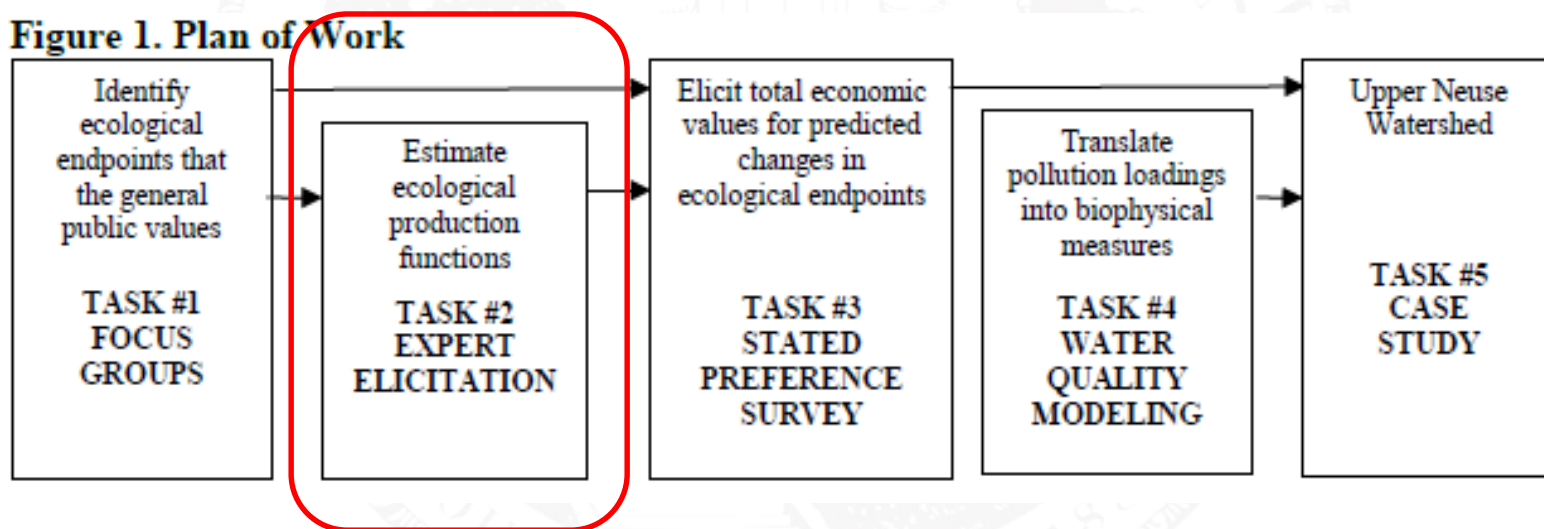 Figure 1. Plan of Work
Identify
ecological
endpoints that
the general
public values
TASK #1
FOCUS
GROUPS
Estimate
ecological
production
functions
TASK #2
EXPERT
ELICITATION
Elicit total economic
values for predicted
changes in
ecological endpoints
TASK #3
STATED
PREFERENCE
SURVEY
Translate
pollution loadings
into biophysical
measures
TASK #4
WATER
QUALITY
MODELING
Upper Neuse
Watershed
TASK #5
CASE
STUDY